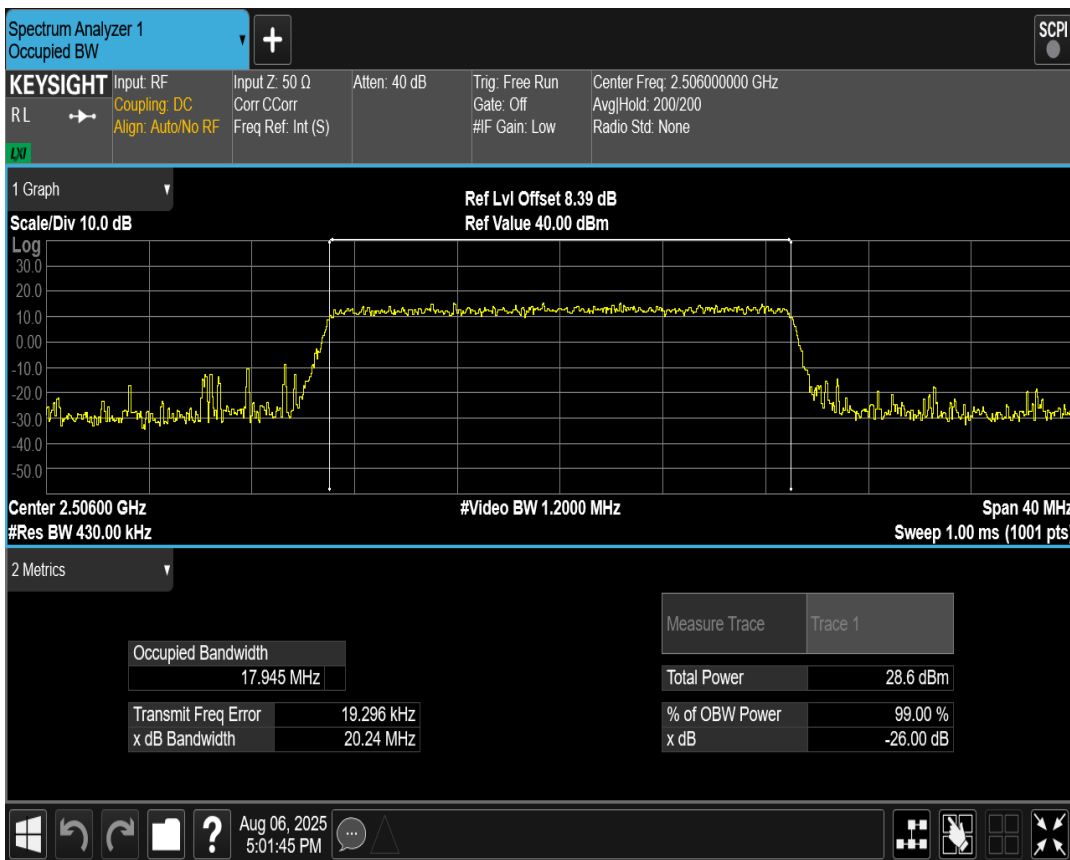 Spectrum Analyzer 1
Occupied BW
SCPI
KEYSIGHT
RL
LXI
Input: RF
Coupling: DC
Align: Auto/No RF
Input Z: 50 Ω
Corr CCorr
Freq Ref: Int (S)
Atten: 40 dB
Trig: Free Run
Gate: Off
#IF Gain: Low
Center Freq: 2.506000000 GHz
Avg|Hold: 200/200
Radio Std: None
1 Graph
Scale/Div 10.0 dB
Ref Lvl Offset 8.39 dB
Ref Value 40.00 dBm
Log
30.0
20.0
10.0
0.00
-10.0
-20.0
-30.0
-40.0
-50.0
Center 2.50600 GHz
#Res BW 430.00 kHz
#Video BW 1.2000 MHz
Span 40 MHz
Sweep 1.00 ms (1001 pts)
2 Metrics
Measure Trace Trace 1
Occupied Bandwidth
17.945 MHz
Total Power 28.6 dBm
Transmit Freq Error 19.296 kHz
% of OBW Power 99.00 %
x dB Bandwidth 20.24 MHz
x dB -26.00 dB
?
Aug 06, 2025
5:01:45 PM